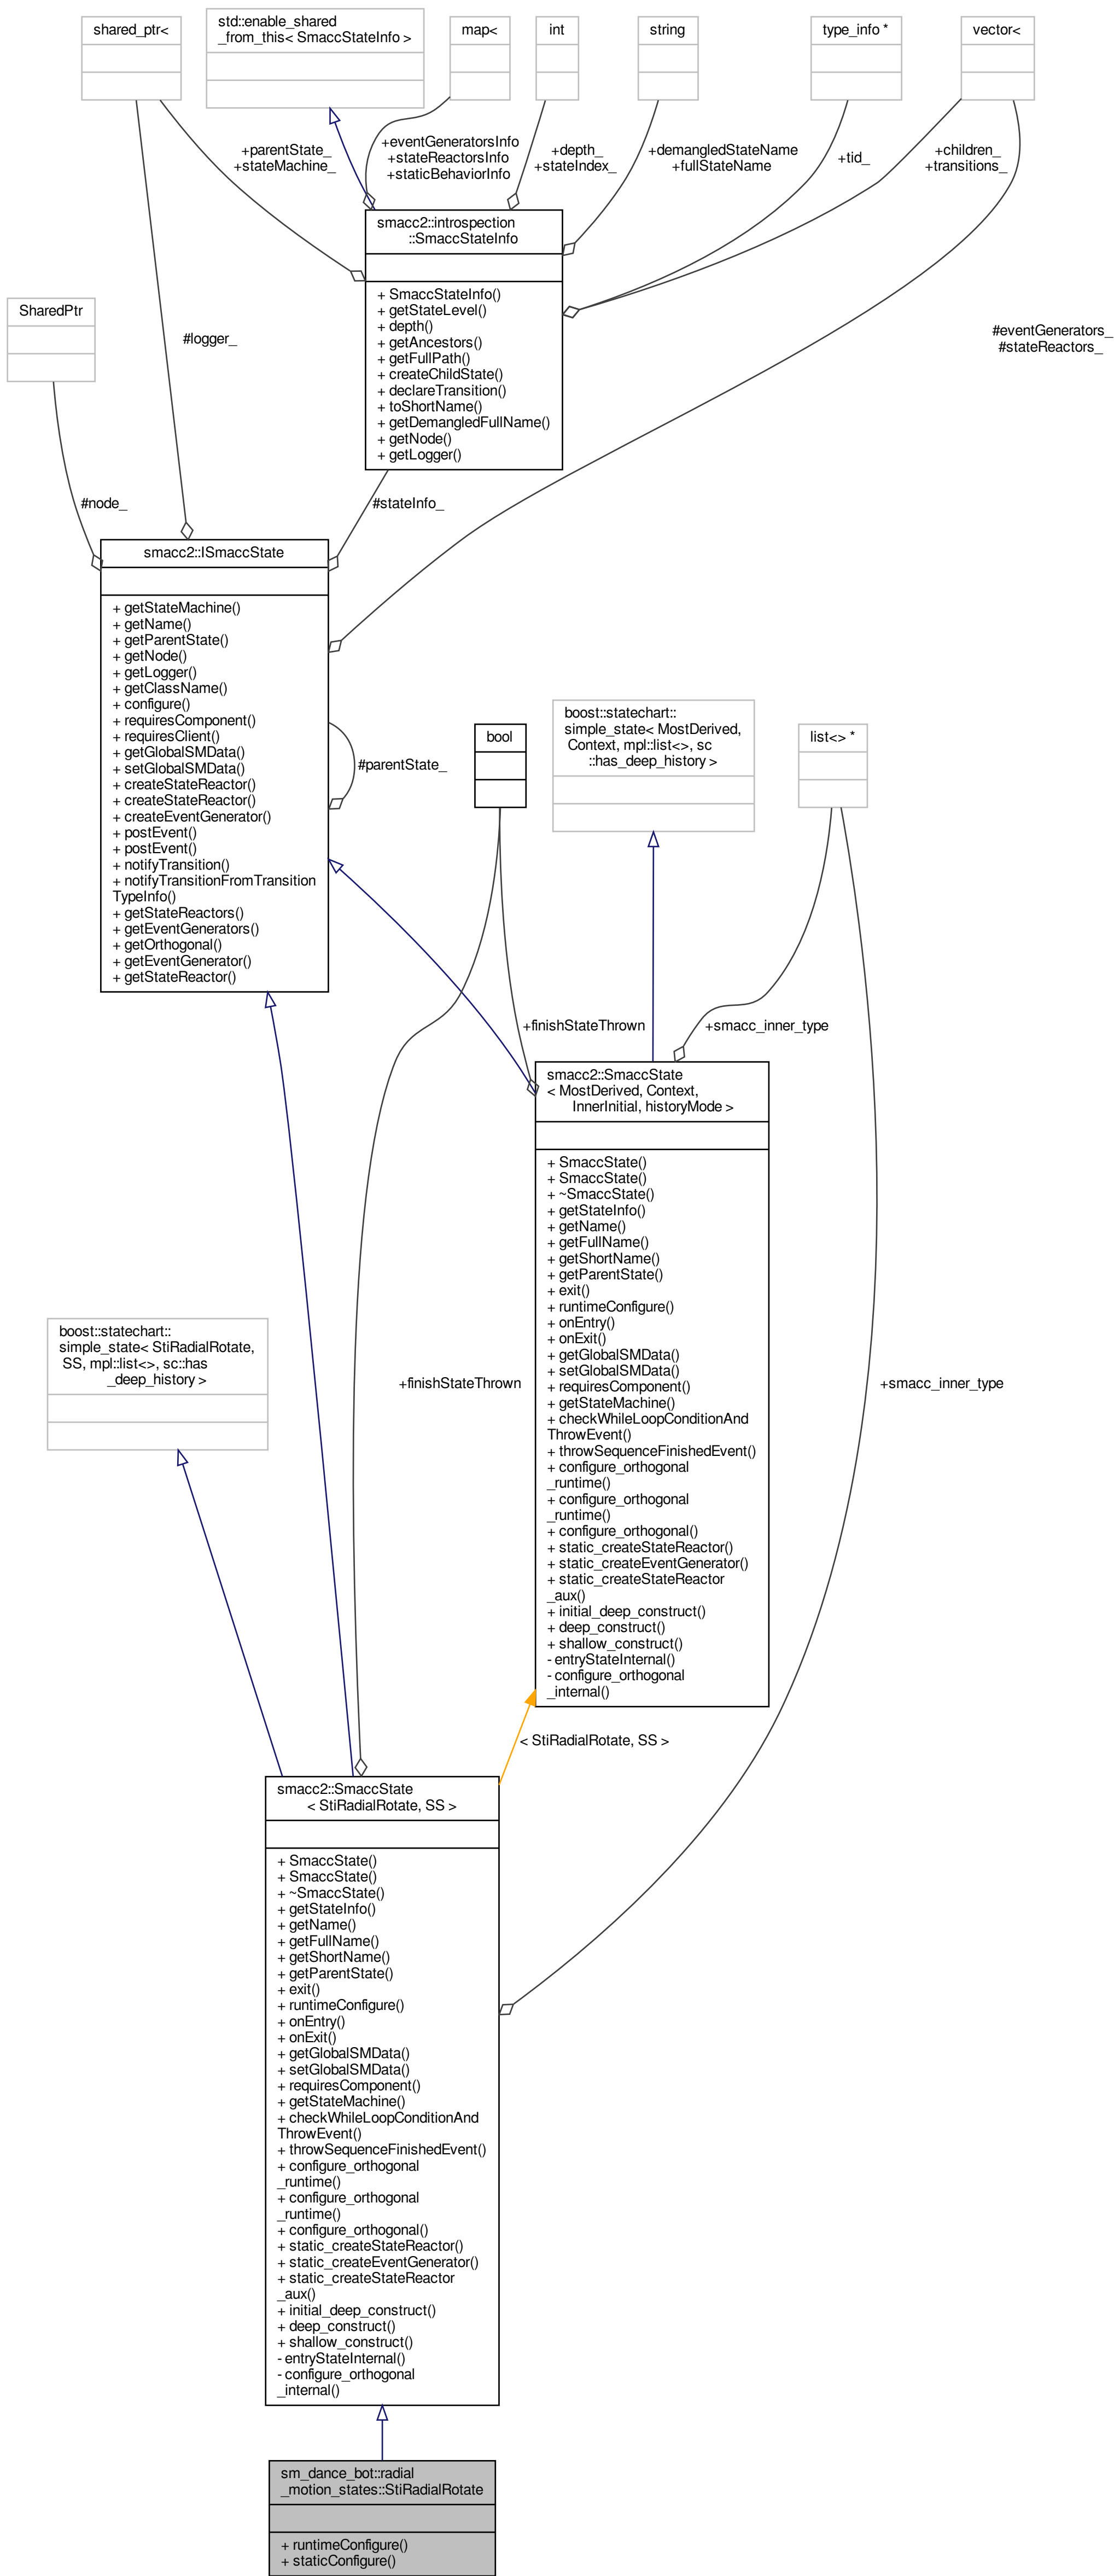 shared_ptr<
std::enable_shared
_from_this< SmaccStateInfo >
map<
int
string
type_info *
vector<
+parentState_
+stateMachine_
+eventGeneratorsInfo
+stateReactorsInfo
+staticBehaviorInfo
+depth_
+stateIndex_
+demangledStateName
+fullStateName
+tid_
+children_
+transitions_
smacc2::introspection
::SmaccStateInfo
+ SmaccStateInfo()
+ getStateLevel()
+ depth()
+ getAncestors()
+ getFullPath()
+ createChildState()
+ declareTransition()
+ toShortName()
+ getDemangledFullName()
+ getNode()
+ getLogger()
SharedPtr
#logger_
#eventGenerators_
#stateReactors_
#node_
#stateInfo_
smacc2::ISmaccState
+ getStateMachine()
+ getName()
+ getParentState()
+ getNode()
+ getLogger()
+ getClassName()
+ configure()
+ requiresComponent()
+ requiresClient()
+ getGlobalSMData()
+ setGlobalSMData()
+ createStateReactor()
+ createStateReactor()
+ createEventGenerator()
+ postEvent()
+ postEvent()
+ notifyTransition()
+ notifyTransitionFromTransition
TypeInfo()
+ getStateReactors()
+ getEventGenerators()
+ getOrthogonal()
+ getEventGenerator()
+ getStateReactor()
#parentState_
bool
boost::statechart::
simple_state< MostDerived,
Context, mpl::list<>, sc
::has_deep_history >
list<> *
+finishStateThrown
+smacc_inner_type
smacc2::SmaccState
< MostDerived, Context,
InnerInitial, historyMode >
+ SmaccState()
+ SmaccState()
+ ~SmaccState()
+ getStateInfo()
+ getName()
+ getFullName()
+ getShortName()
+ getParentState()
+ exit()
+ runtimeConfigure()
+ onEntry()
+ onExit()
+ getGlobalSMData()
+ setGlobalSMData()
+ requiresComponent()
+ getStateMachine()
+ checkWhileLoopConditionAnd
ThrowEvent()
+ throwSequenceFinishedEvent()
+ configure_orthogonal
_runtime()
+ configure_orthogonal
_runtime()
+ configure_orthogonal()
+ static_createStateReactor()
+ static_createEventGenerator()
+ static_createStateReactor
_aux()
+ initial_deep_construct()
+ deep_construct()
+ shallow_construct()
- entryStateInternal()
- configure_orthogonal
_internal()
boost::statechart::
simple_state< StiRadialRotate,
SS, mpl::list<>, sc::has
_deep_history >
+finishStateThrown
+smacc_inner_type
< StiRadialRotate, SS >
smacc2::SmaccState
< StiRadialRotate, SS >
+ SmaccState()
+ SmaccState()
+ ~SmaccState()
+ getStateInfo()
+ getName()
+ getFullName()
+ getShortName()
+ getParentState()
+ exit()
+ runtimeConfigure()
+ onEntry()
+ onExit()
+ getGlobalSMData()
+ setGlobalSMData()
+ requiresComponent()
+ getStateMachine()
+ checkWhileLoopConditionAnd
ThrowEvent()
+ throwSequenceFinishedEvent()
+ configure_orthogonal
_runtime()
+ configure_orthogonal
_runtime()
+ configure_orthogonal()
+ static_createStateReactor()
+ static_createEventGenerator()
+ static_createStateReactor
_aux()
+ initial_deep_construct()
+ deep_construct()
+ shallow_construct()
- entryStateInternal()
- configure_orthogonal
_internal()
sm_dance_bot::radial
_motion_states::StiRadialRotate
+ runtimeConfigure()
+ staticConfigure()